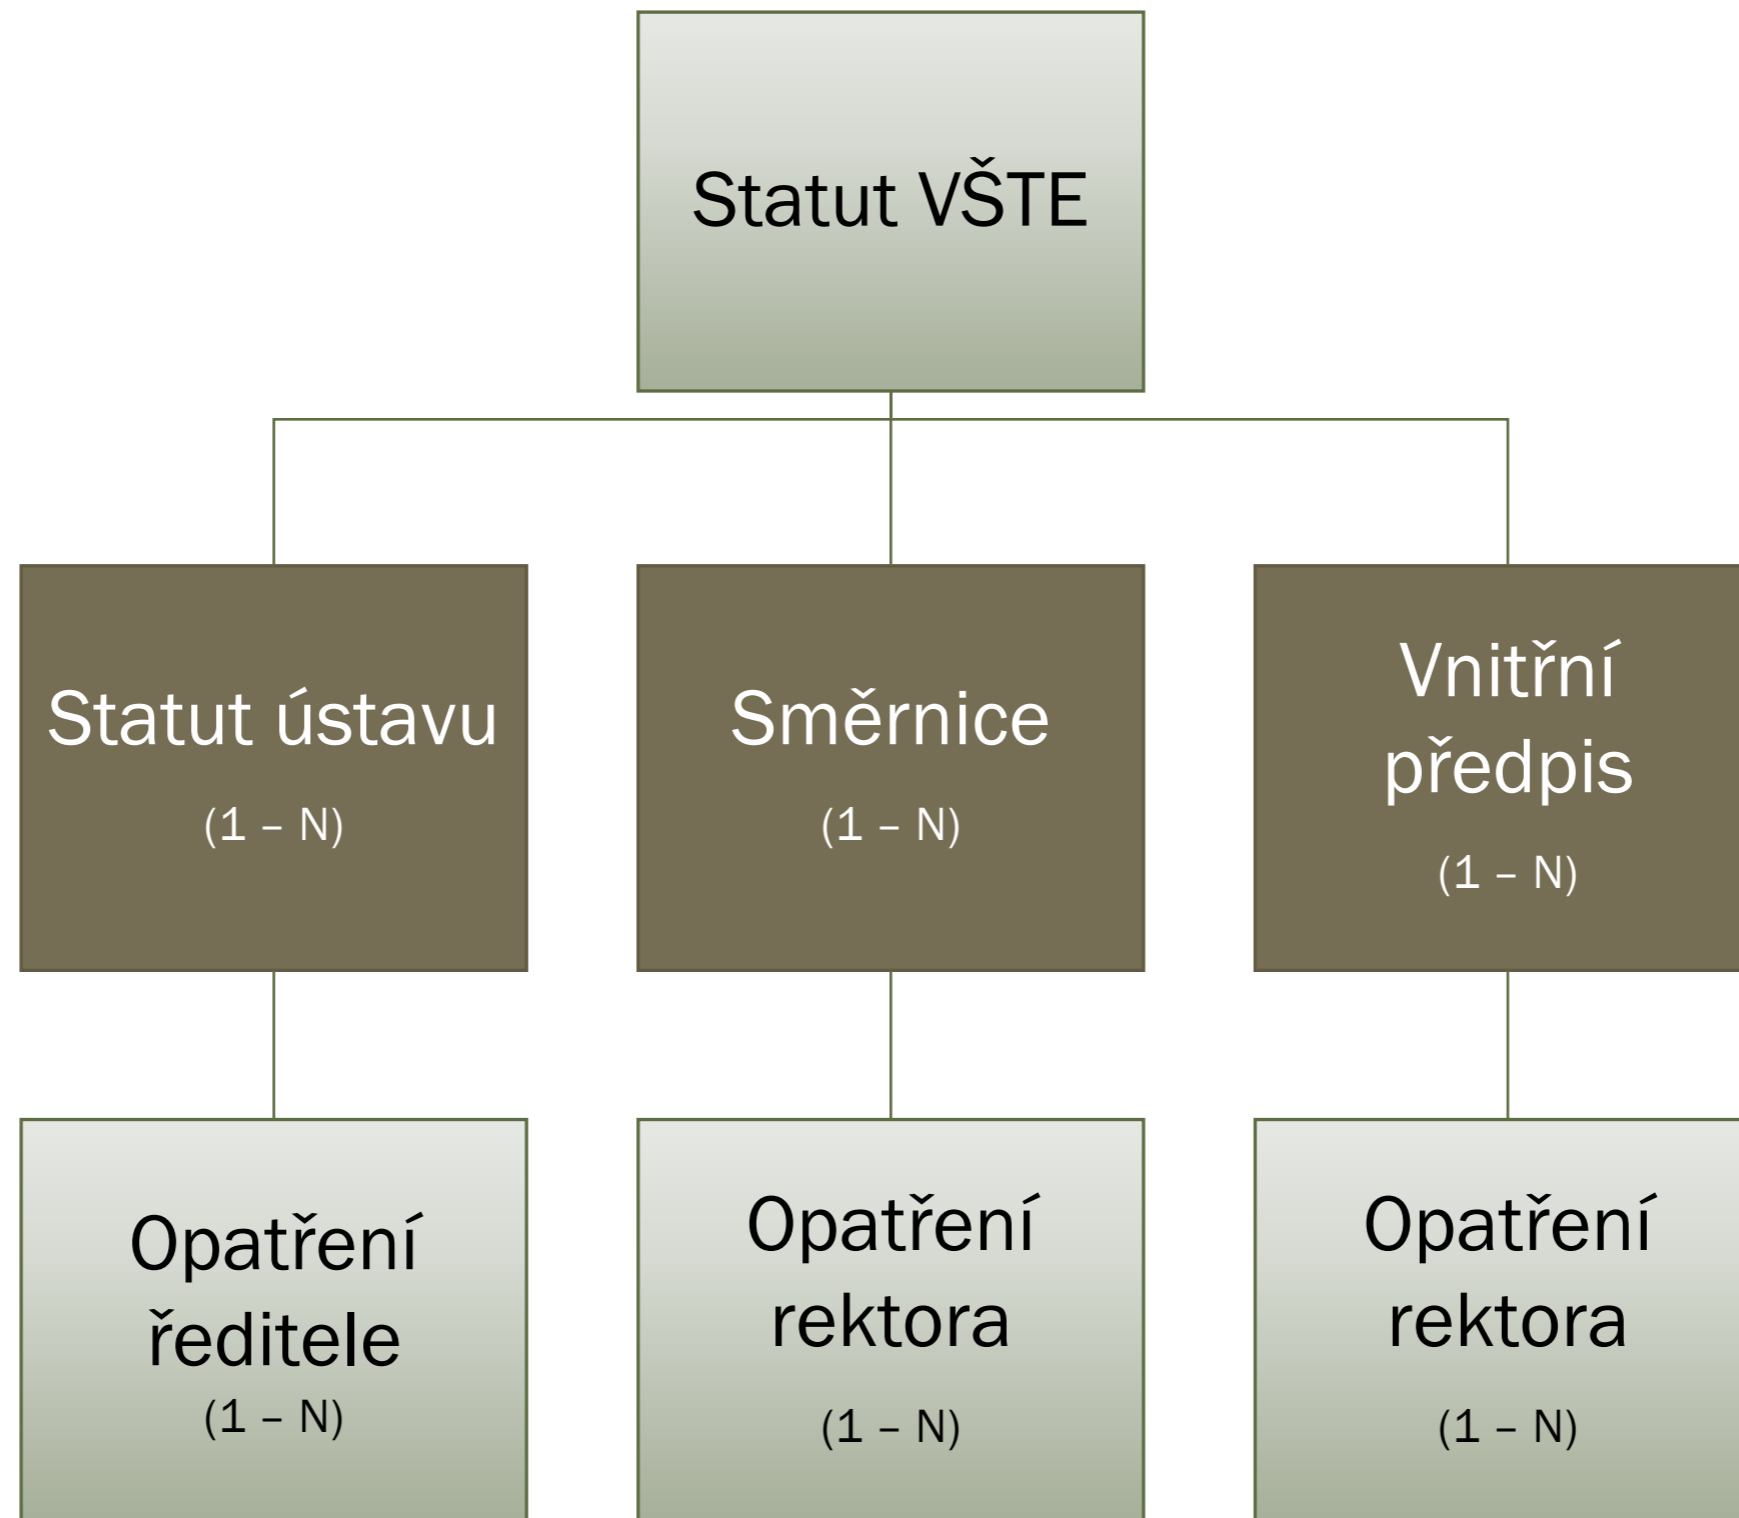 Statut VŠTE
Statut ústavu
(1 – N)
Směrnice
(1 – N)
Vnitřní
předpis
(1 – N)
Opatření
ředitele
(1 – N)
Opatření
rektora
(1 – N)
Opatření
rektora
(1 – N)